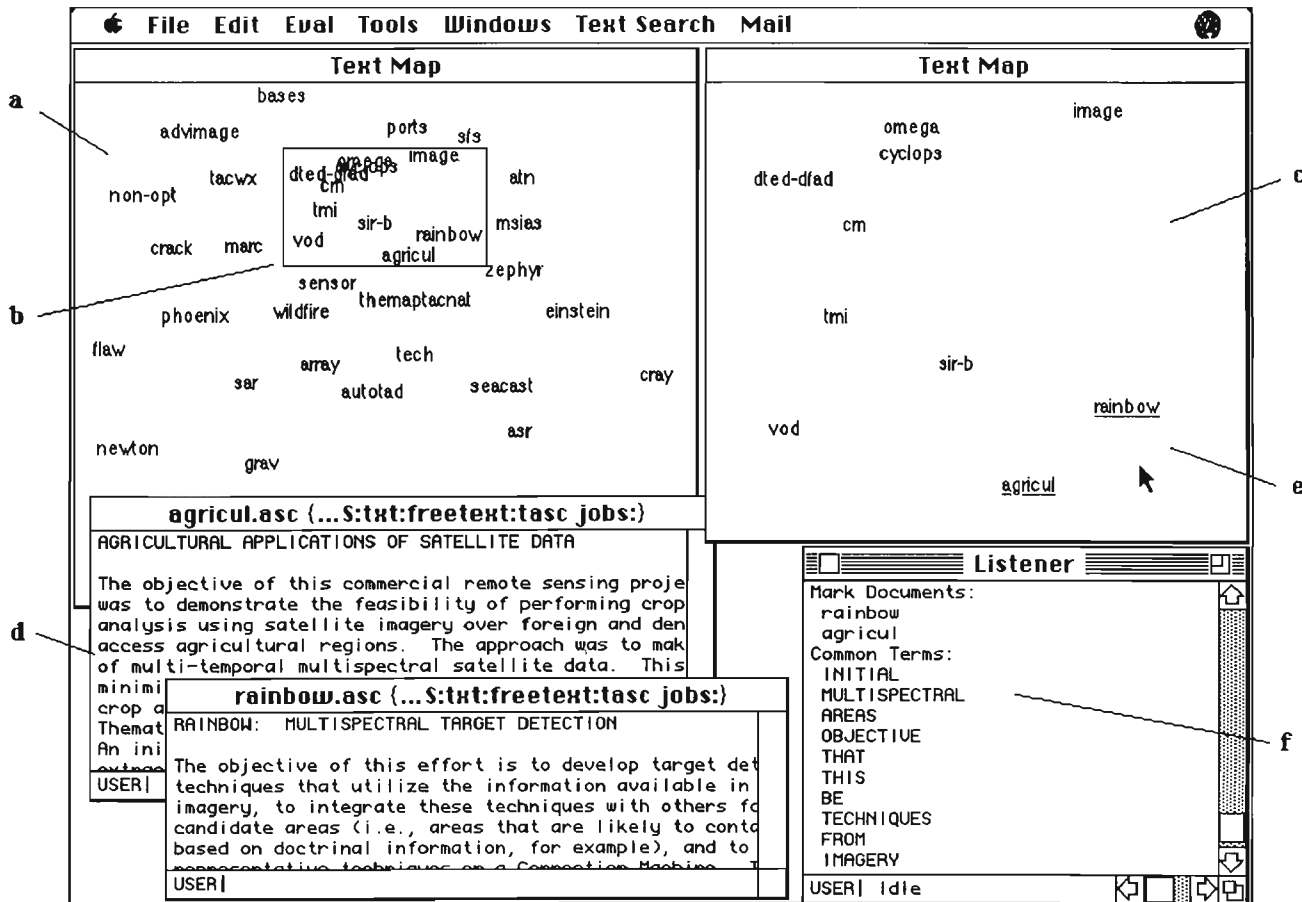 File Edit Eval Tools Windows Text Search Mail
Text Map
a
bases
advimage
ports
sfs
omega
cyclops
image
dted-dfad
cm
tacwx
non-opt
atn
tmi
sir-b
rainbow
msias
vod
agricul
crack
marc
zephyr
sensor
b
phoenix
wildfire
themaptacnat
einstein
flaw
array
tech
sar
autotad
seacast
cray
asr
newton
grav
Text Map
image
omega
cyclops
c
dted-dfad
cm
tmi
sir-b
rainbow
vod
agricul
e
agricul.asc {...S:txt:freetext:tasc jobs:}
AGRICULTURAL APPLICATIONS OF SATELLITE DATA
The objective of this commercial remote sensing proje
was to demonstrate the feasibility of performing crop
analysis using satellite imagery over foreign and den
d
access agricultural regions. The approach was to mak
of multi-temporal multispectral satellite data. This
minimi
crop a
Themat
An ini
USER|
rainbow.asc {...S:txt:freetext:tasc jobs:}
RAINBOW: MULTISPECTRAL TARGET DETECTION
The objective of this effort is to develop target det
techniques that utilize the information available in
imagery, to integrate these techniques with others fo
candidate areas (i.e., areas that are likely to conta
based on doctrinal information, for example), and to
representative techniques on a Connection Machine. T
USER|
Listener
Mark Documents:
rainbow
agricul
Common Terms:
INITIAL
MULTISPECTRAL
AREAS
OBJECTIVE
f
THAT
THIS
BE
TECHNIQUES
FROM
IMAGERY
USER| Idle